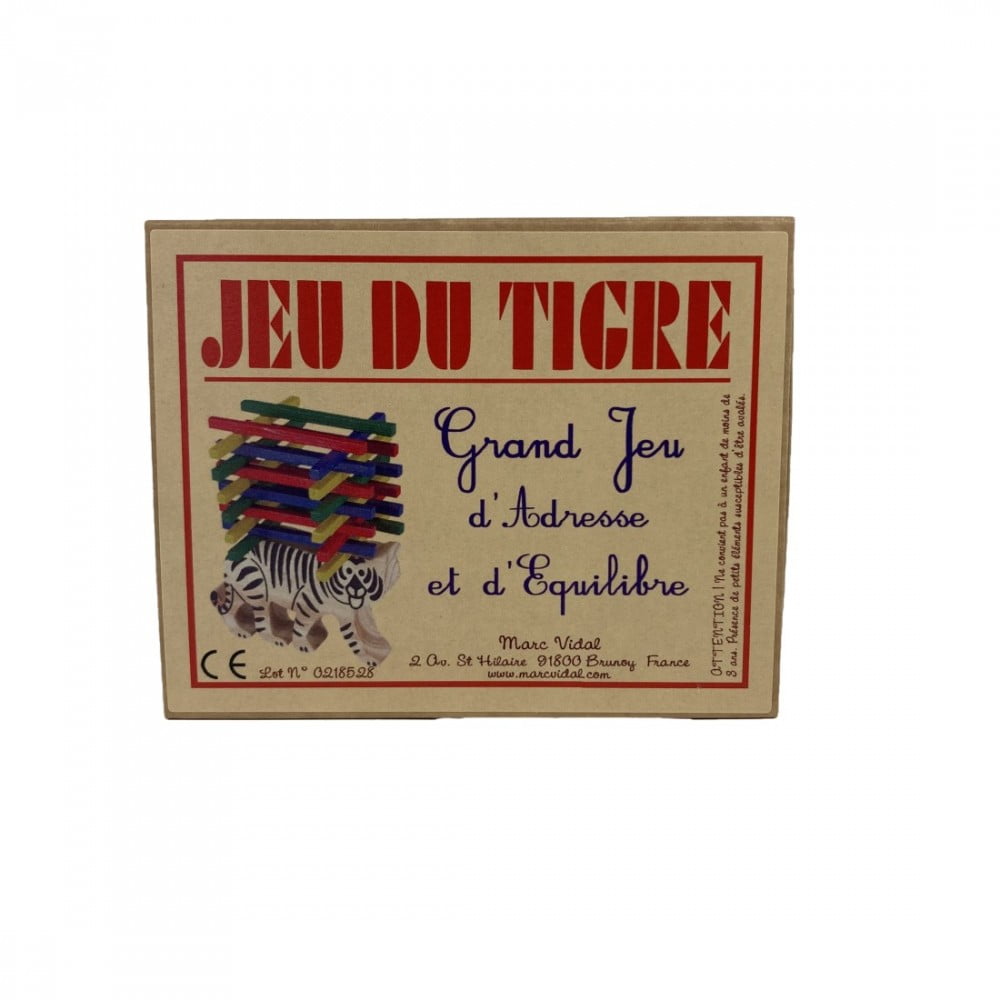 JEU DU TIGRE
Grand Jeu
d'Adresse
et d'Equilibre
Marc Vidal
2 Av. St Hilaire 91800 Brunoy France
www.marcvidal.com
CE
Lot N° 0218528
ATTENTION ! Ne convient pas à un enfant de moins de
3 ans. Présence de petits éléments susceptibles d'être avalés.